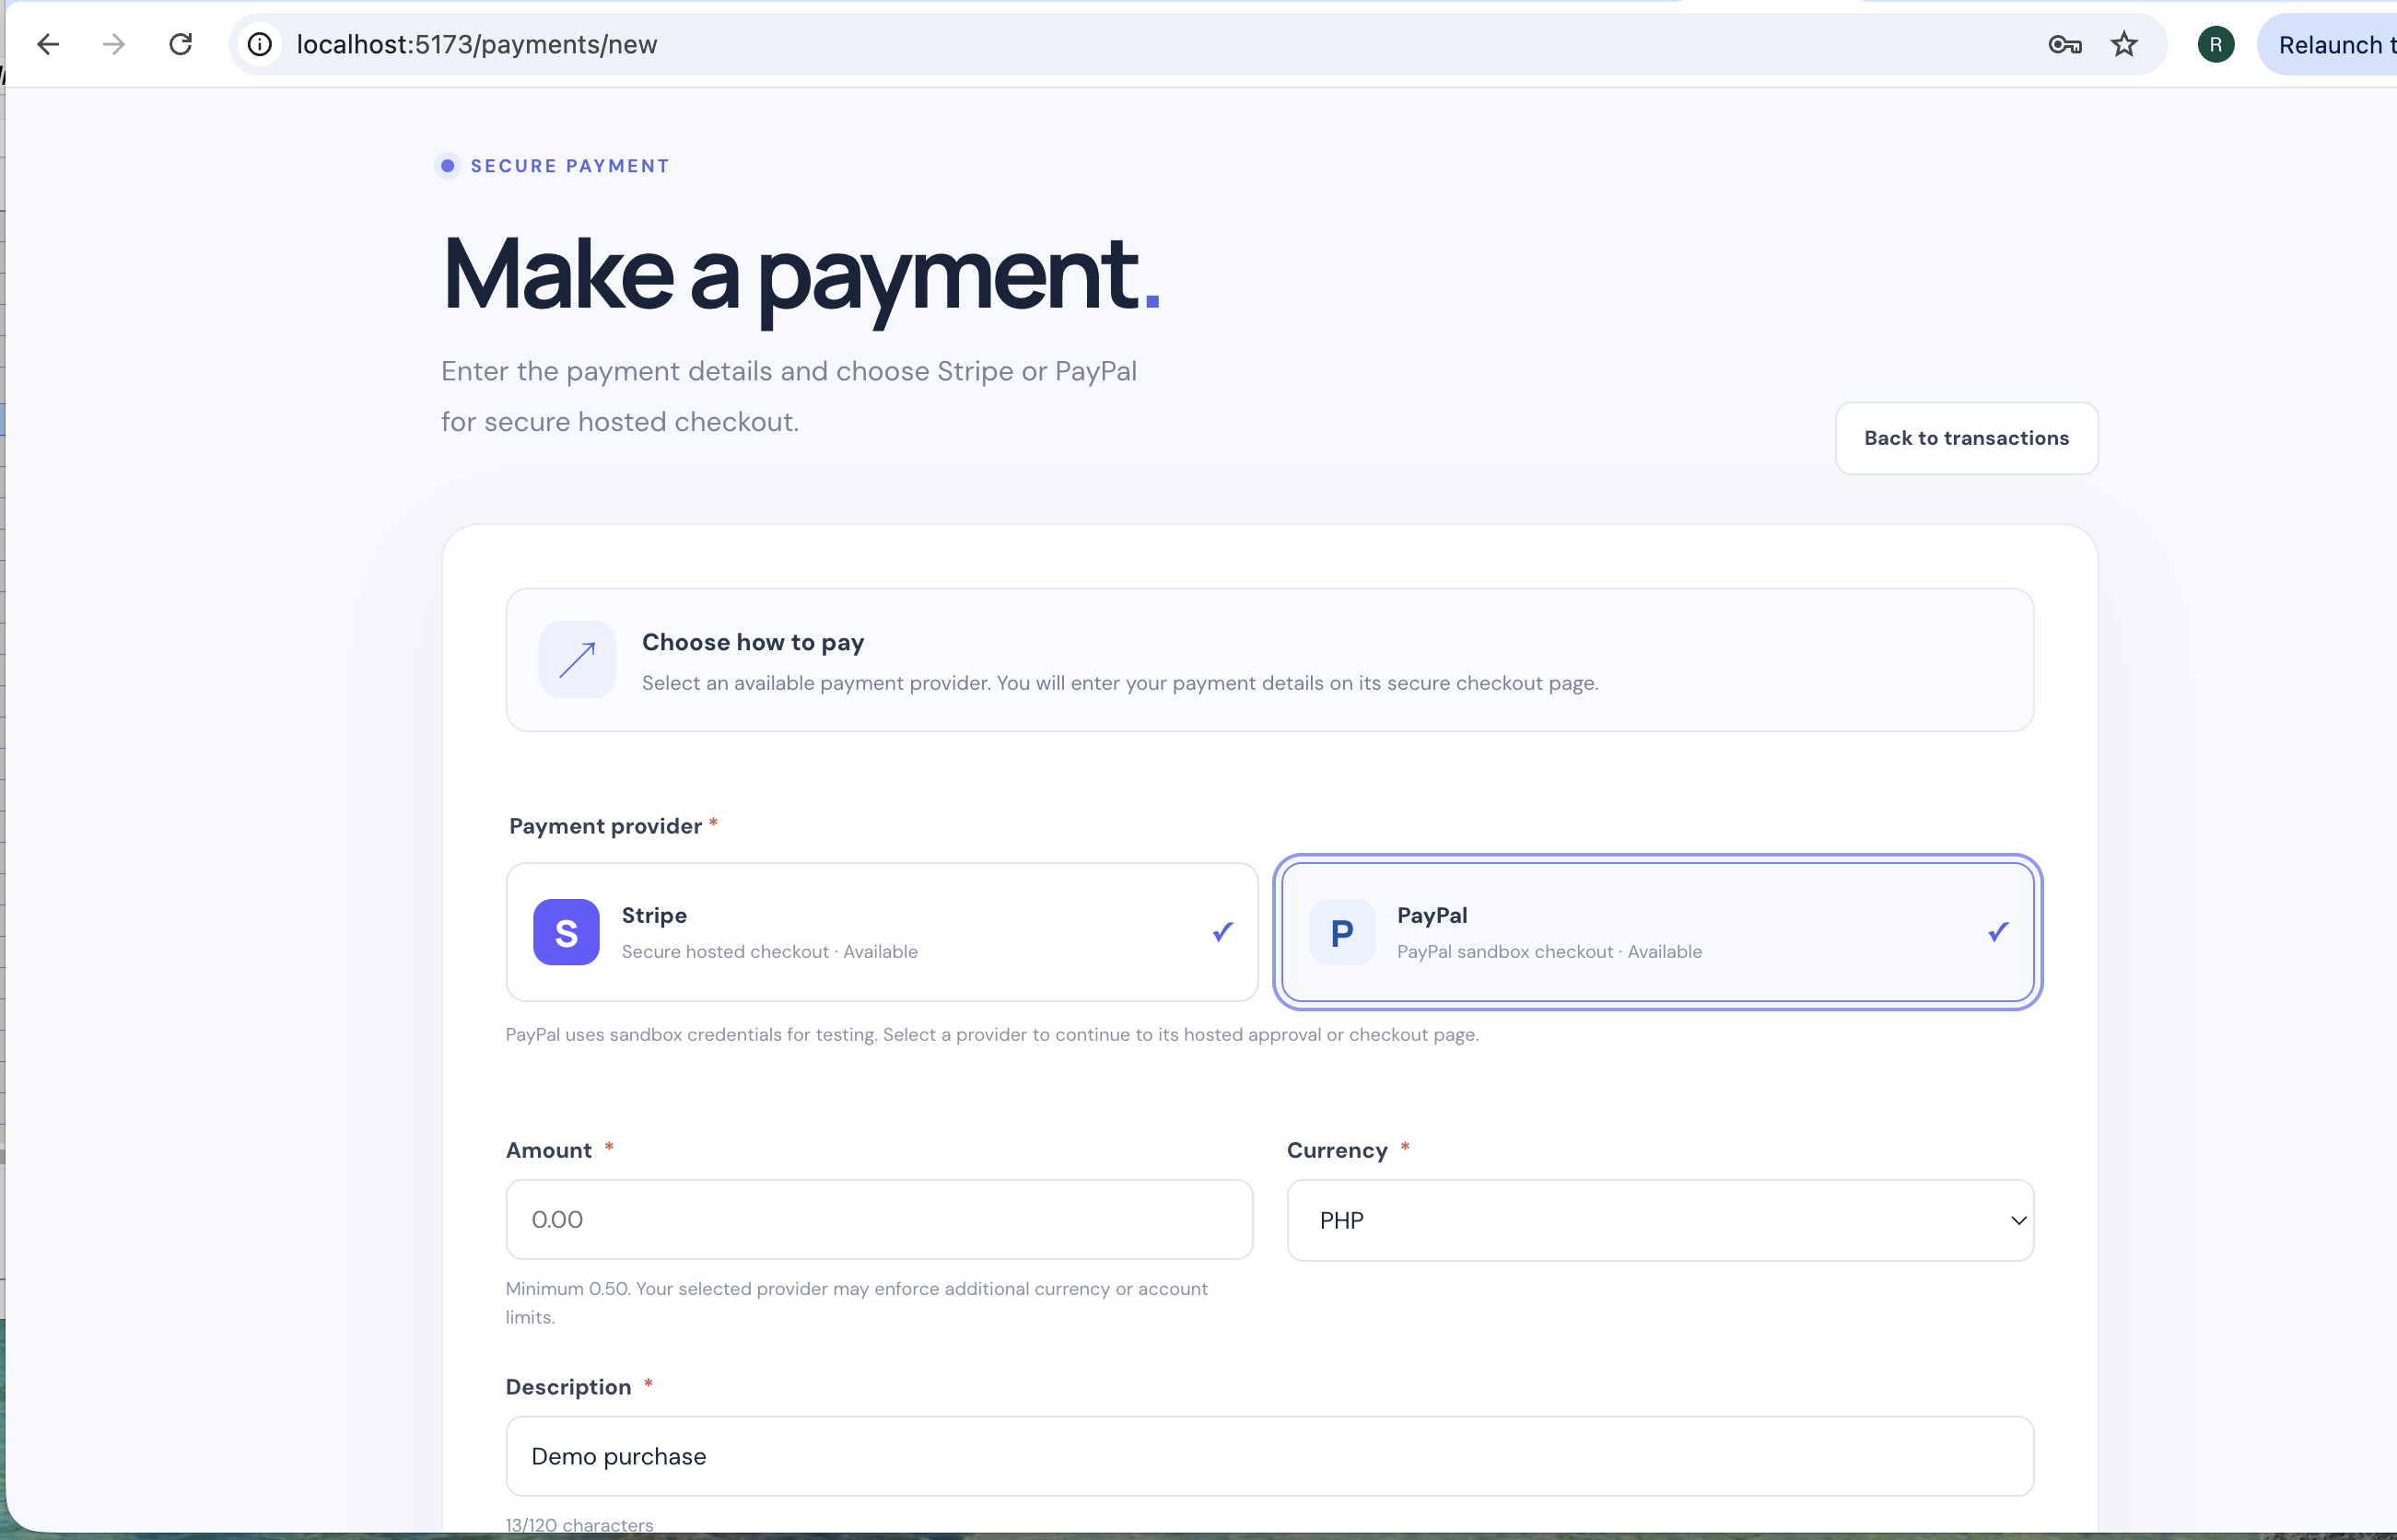 localhost:5173/payments/new
R
Relaunch t
SECURE PAYMENT
Make a payment.
Enter the payment details and choose Stripe or PayPal
for secure hosted checkout.
Back to transactions
Choose how to pay
Select an available payment provider. You will enter your payment details on its secure checkout page.
Payment provider *
S
Stripe
Secure hosted checkout · Available
P
PayPal
PayPal sandbox checkout · Available
PayPal uses sandbox credentials for testing. Select a provider to continue to its hosted approval or checkout page.
Amount *
Currency *
0.00
PHP
Minimum 0.50. Your selected provider may enforce additional currency or account
limits.
Description *
Demo purchase
13/120 characters